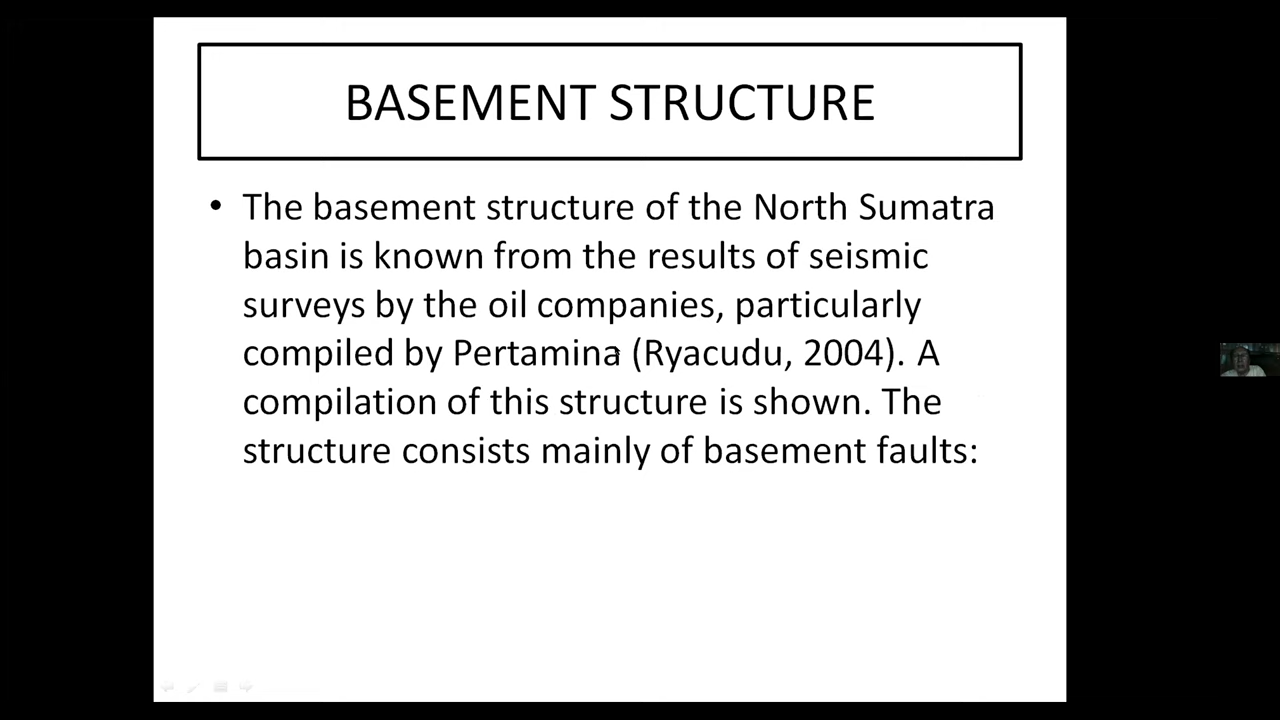 BASEMENT STRUCTURE
• The basement structure of the North Sumatra
basin is known from the results of seismic
surveys by the oil companies, particularly
compiled by Pertamina (Ryacudu, 2004). A
compilation of this structure is shown. The
structure consists mainly of basement faults: